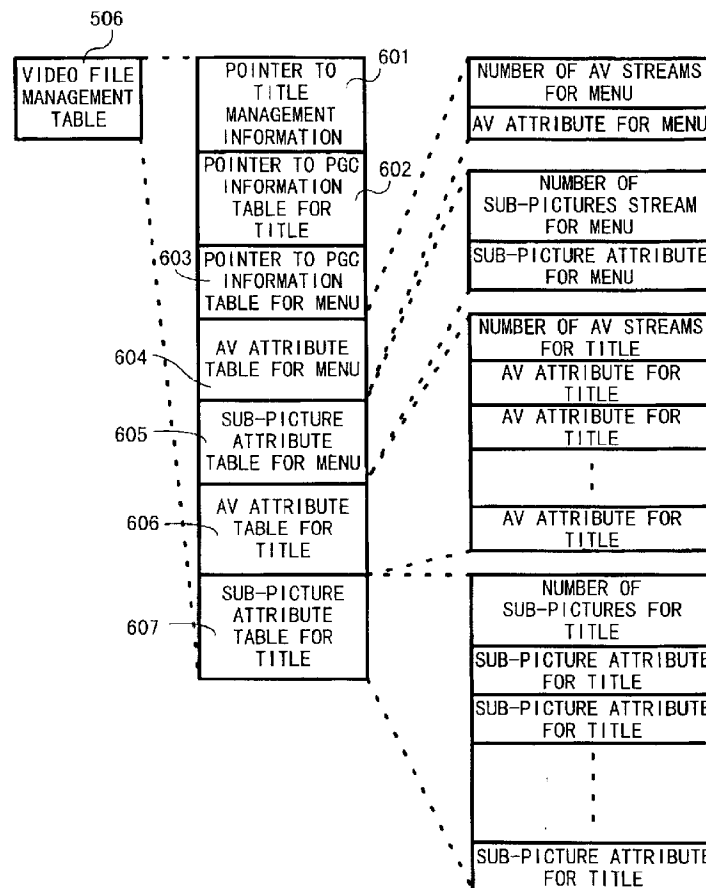 506
VIDEO FILE
MANAGEMENT
TABLE
601
POINTER TO
TITLE
MANAGEMENT
INFORMATION
602
POINTER TO PGC
INFORMATION
TABLE FOR
TITLE
603
POINTER TO PGC
INFORMATION
TABLE FOR MENU
604
AV ATTRIBUTE
TABLE FOR MENU
605
SUB-PICTURE
ATTRIBUTE
TABLE FOR MENU
606
AV ATTRIBUTE
TABLE FOR
TITLE
607
SUB-PICTURE
ATTRIBUTE
TABLE FOR
TITLE
NUMBER OF AV STREAMS
FOR MENU
AV ATTRIBUTE FOR MENU
NUMBER OF
SUB-PICTURES STREAM
FOR MENU
SUB-PICTURE ATTRIBUTE
FOR MENU
NUMBER OF AV STREAMS
FOR TITLE
AV ATTRIBUTE FOR
TITLE
AV ATTRIBUTE FOR
TITLE
AV ATTRIBUTE FOR
TITLE
NUMBER OF
SUB-PICTURES FOR
TITLE
SUB-PICTURE ATTRIBUTE
FOR TITLE
SUB-PICTURE ATTRIBUTE
FOR TITLE
SUB-PICTURE ATTRIBUTE
FOR TITLE